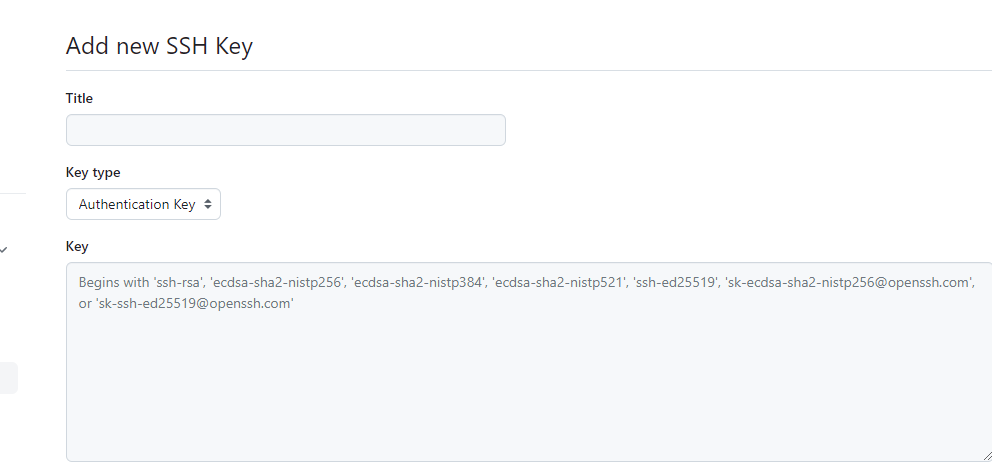 Add new SSH Key
Title
Key type
Authentication Key
Key
Begins with 'ssh-rsa', 'ecdsa-sha2-nistp256', 'ecdsa-sha2-nistp384', 'ecdsa-sha2-nistp521', 'ssh-ed25519', 'sk-ecdsa-sha2-nistp256@openssh.com',
or 'sk-ssh-ed25519@openssh.com'